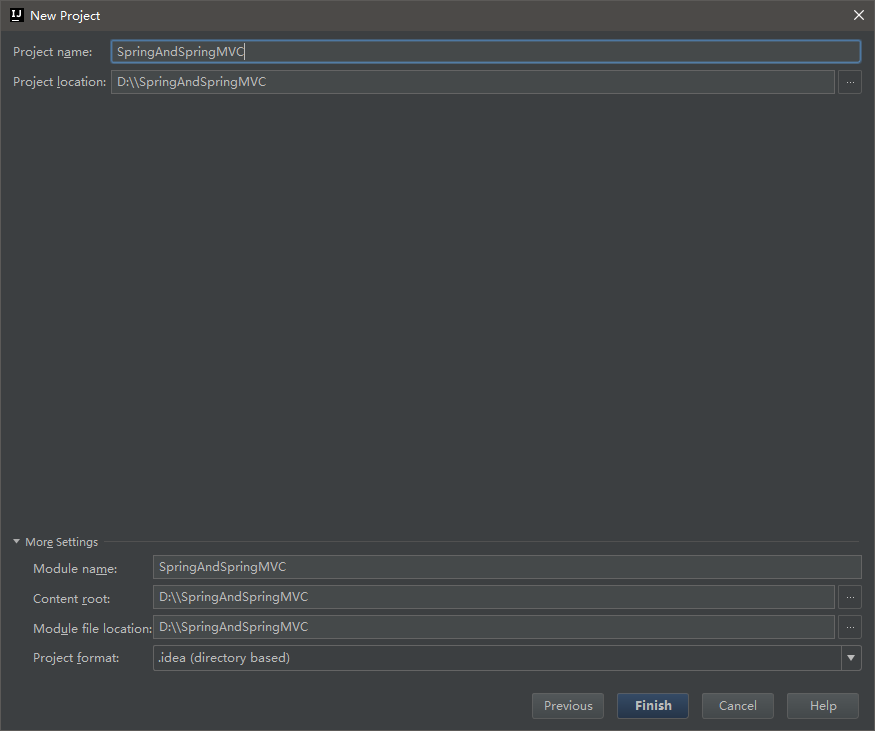 New Project
Project name: SpringAndSpringMVC
Project location: D:\\SpringAndSpringMVC ...
More Settings
Module name: SpringAndSpringMVC
Content root: D:\\SpringAndSpringMVC ...
Module file location: D:\\SpringAndSpringMVC ...
Project format: .idea (directory based)
Previous Finish Cancel Help